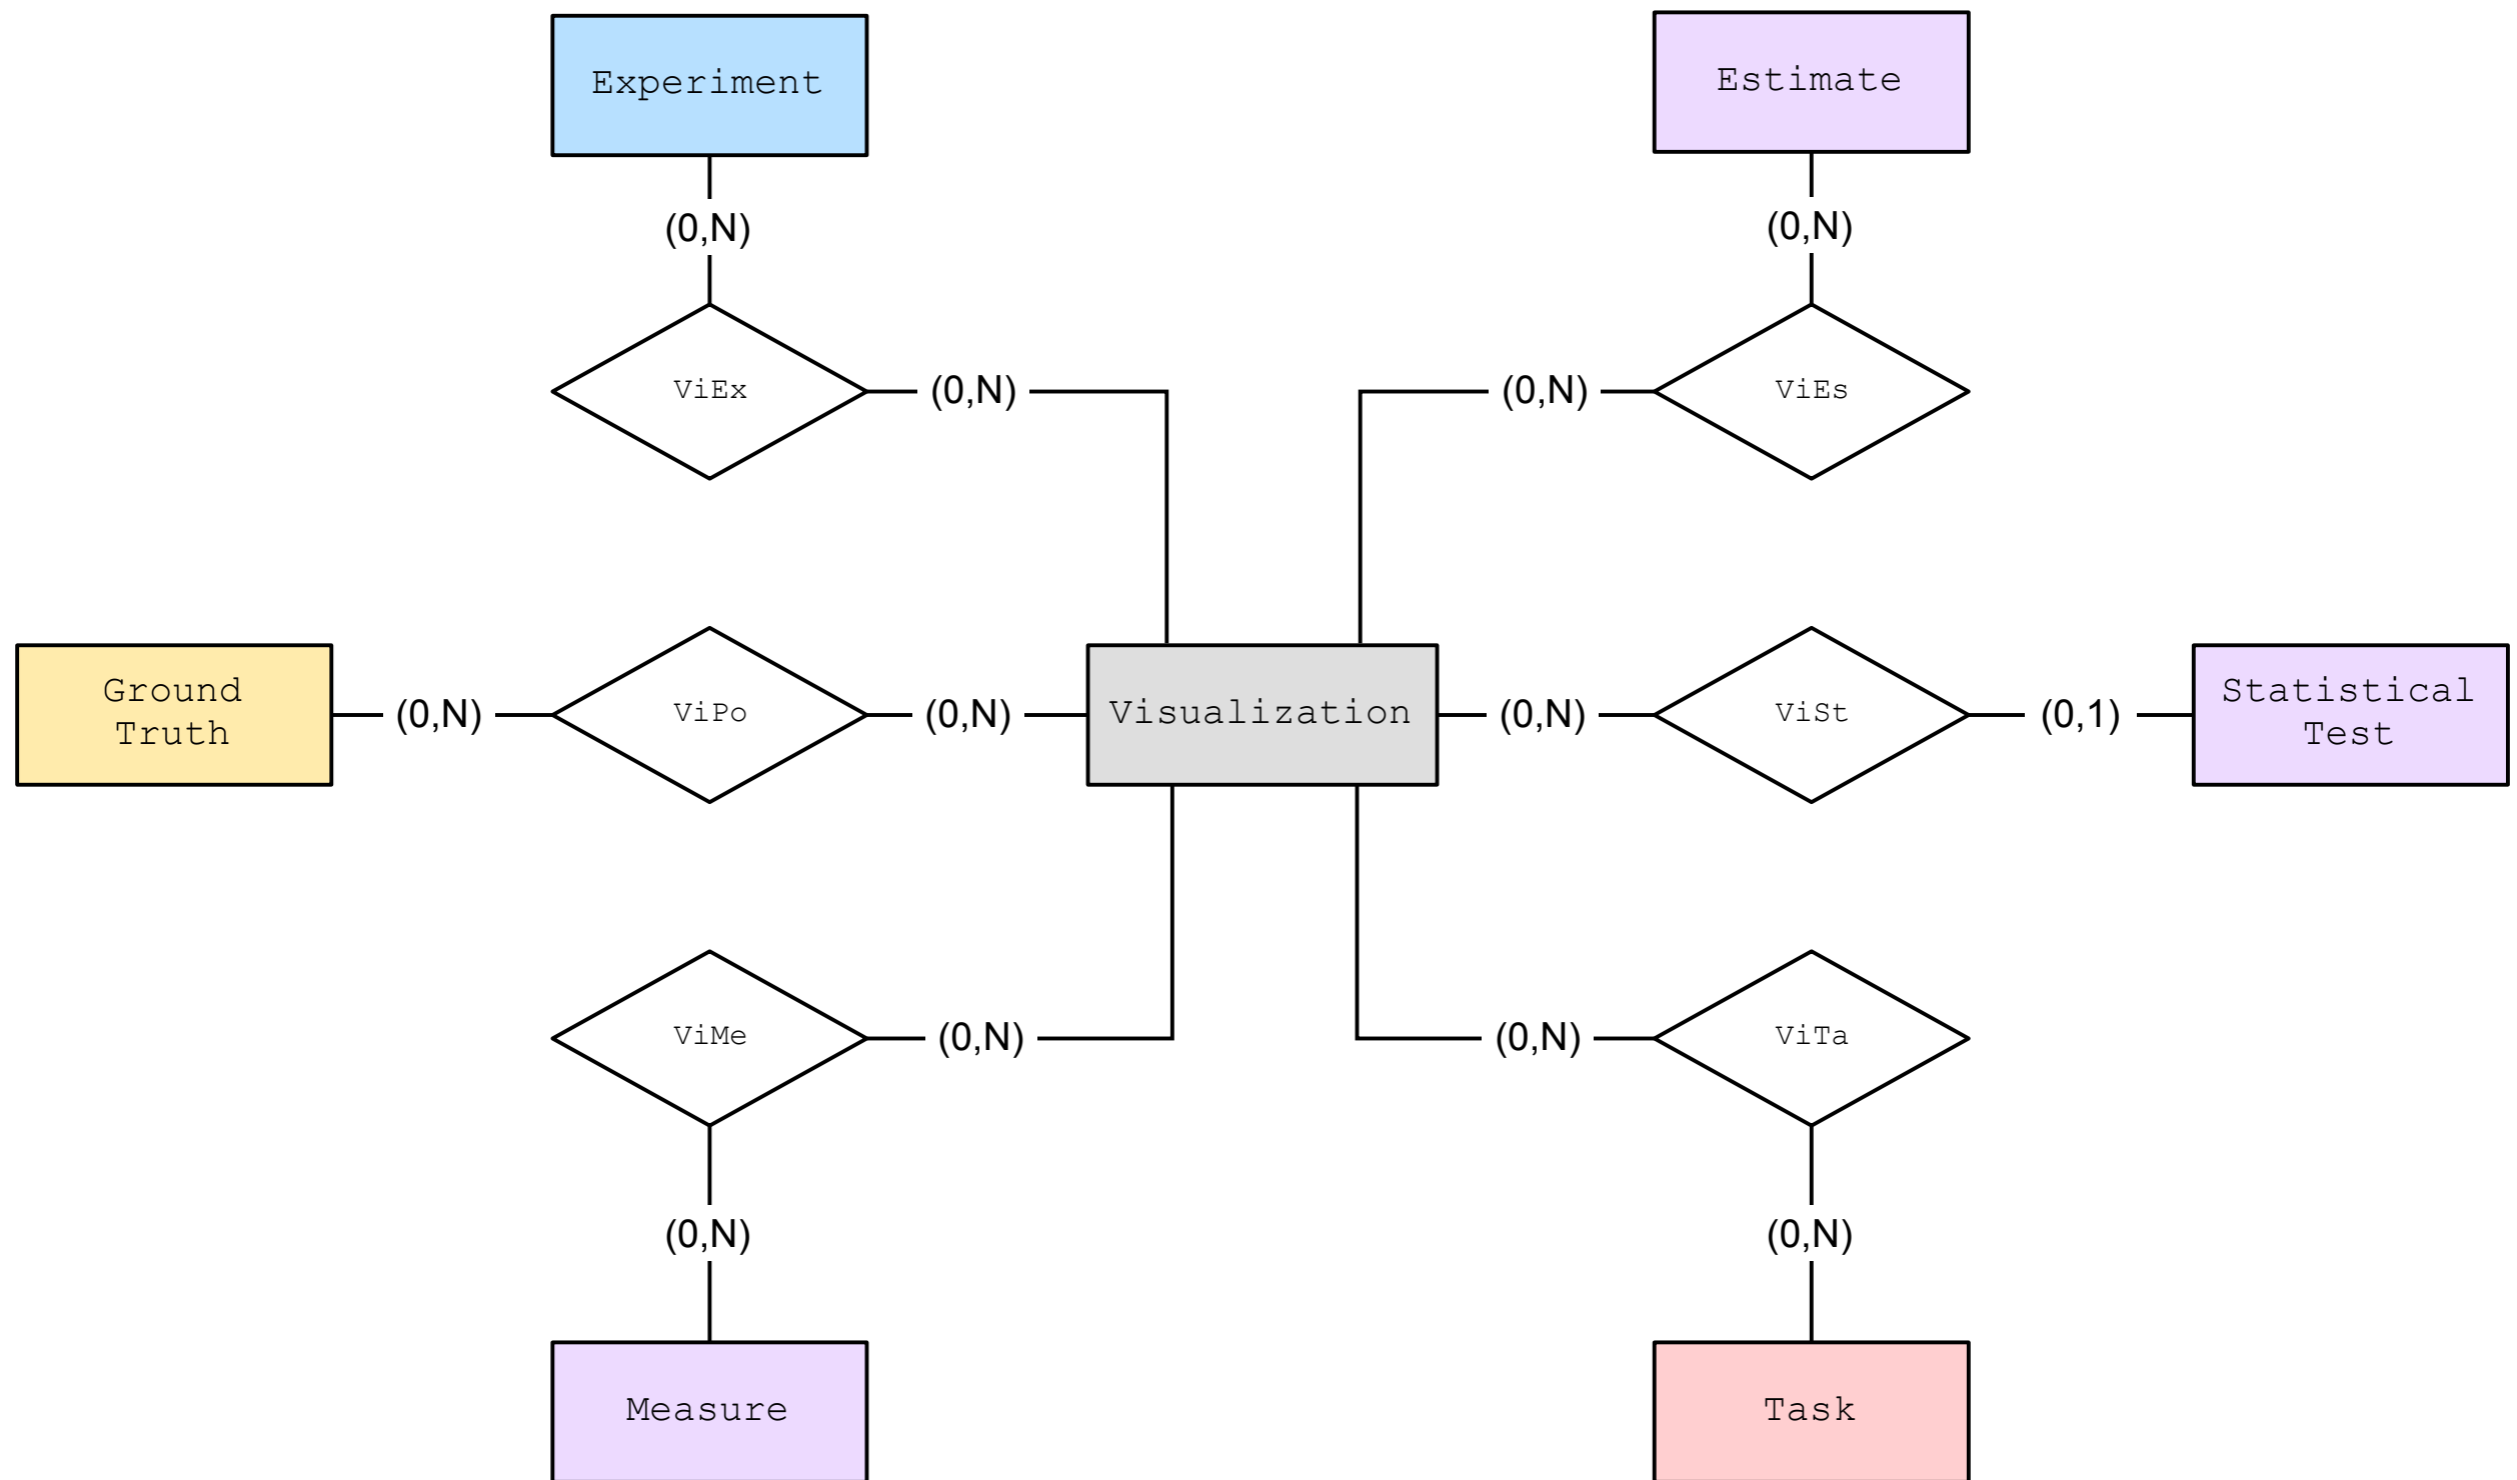 Experiment
Estimate
(0,N)
(0,N)
ViEx
(0,N)
(0,N)
ViEs
Ground
Truth
(0,N)
ViPo
(0,N)
Visualization
(0,N)
ViSt
(0,1)
Statistical
Test
ViMe
(0,N)
(0,N)
ViTa
(0,N)
(0,N)
Measure
Task